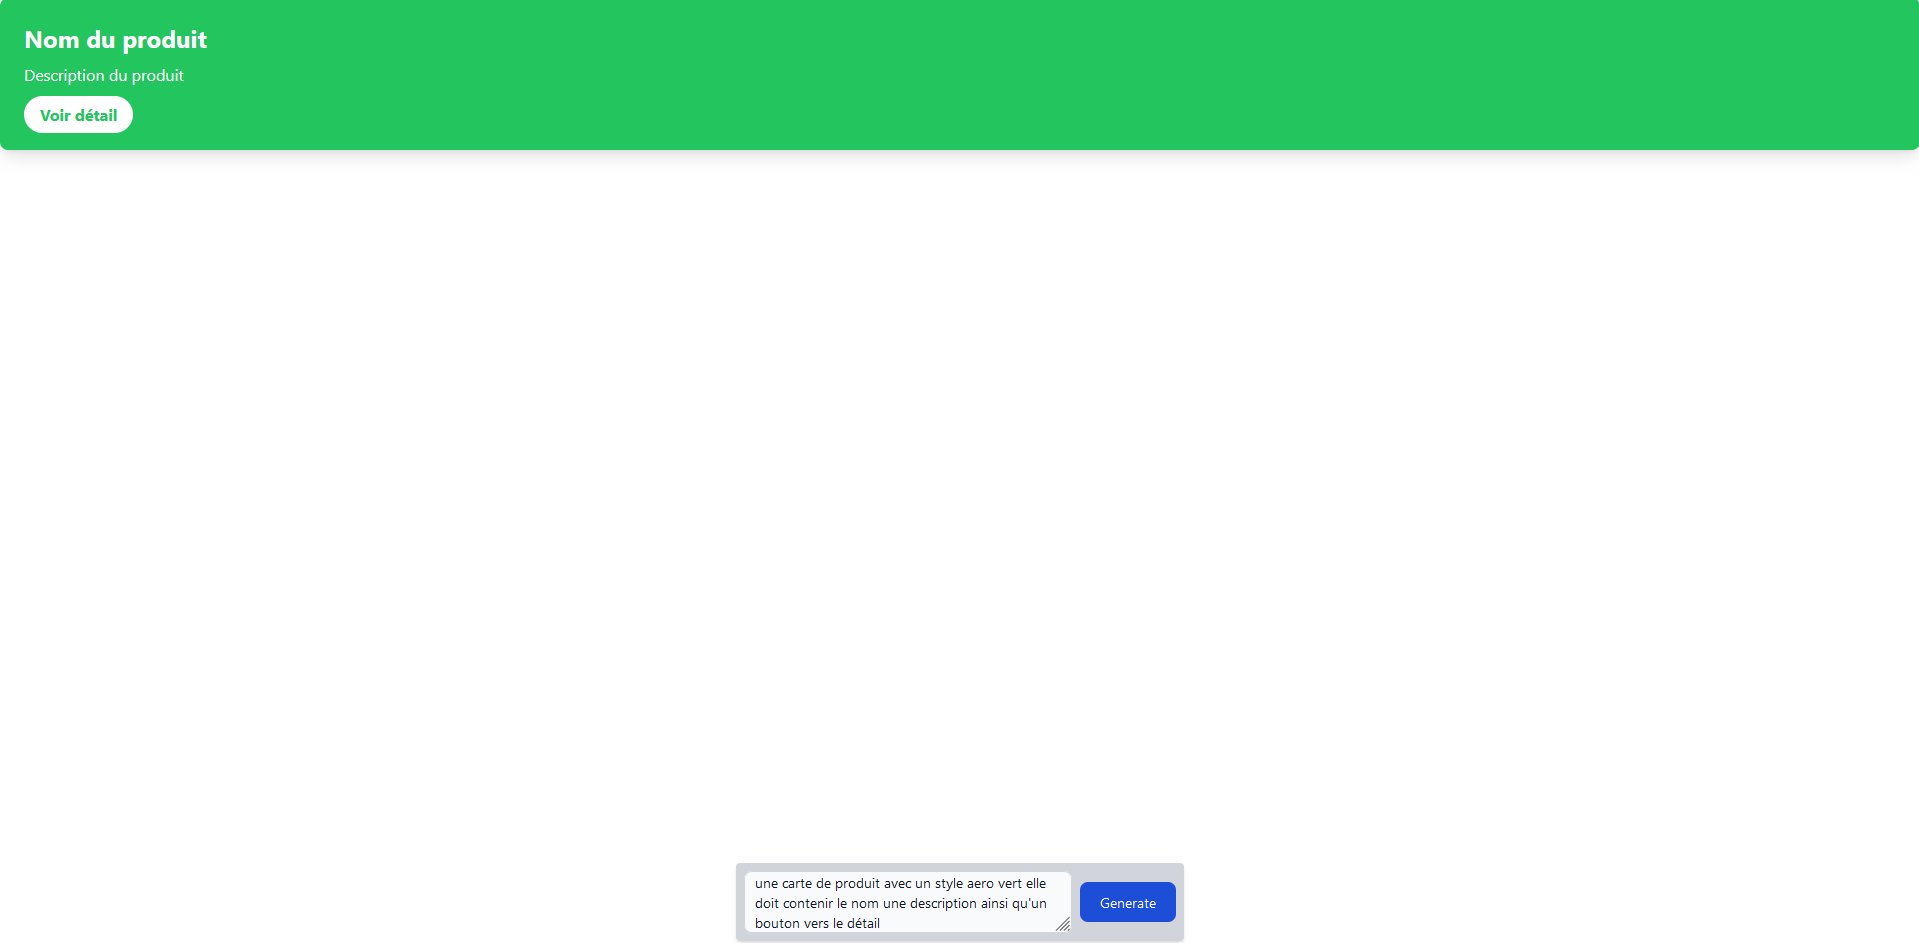 Nom du produit
Description du produit
Voir détail
une carte de produit avec un style aero vert elle
doit contenir le nom une description ainsi qu'un
bouton vers le détail
Generate